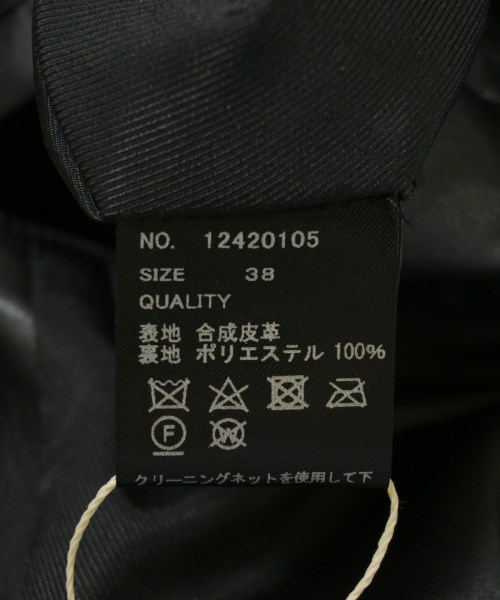 NO. 12420105
SIZE 38
QUALITY
表地 合成皮革
裏地 ポリエステル 100%
F W
クリーニングネットを使用して下